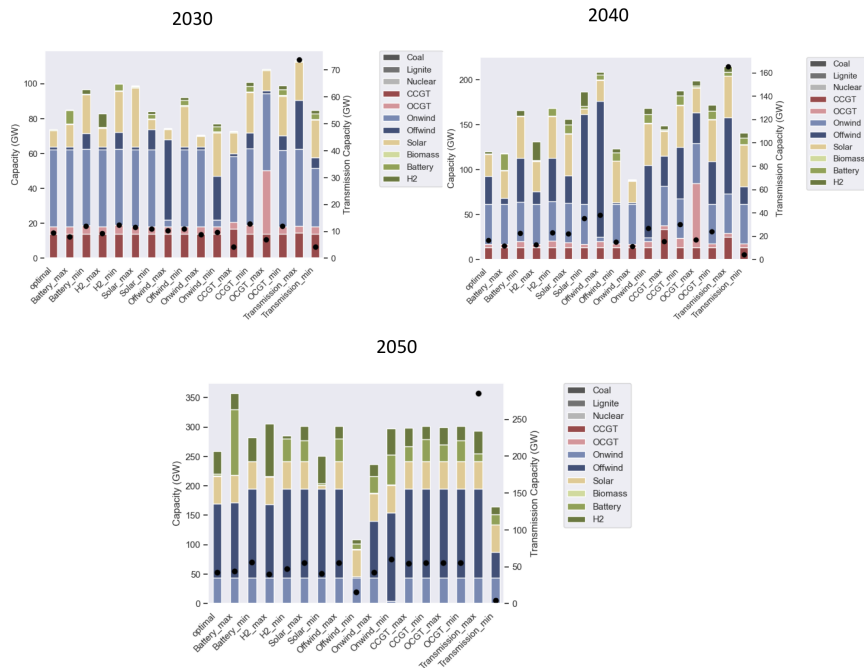 2030
2040
100
80
60
40
20
0
Capacity (GW)
70
60
50
40
30
20
10
0
Transmission Capacity (GW)
Coal
Lignite
Nuclear
CCGT
OCGT
Onwind
Offwind
Solar
Biomass
Battery
H2
optimal
Battery_max
Battery_min
H2_max
H2_min
Solar_max
Solar_min
Offwind_max
Offwind_min
Onwind_max
Onwind_min
CCGT_max
CCGT_min
OCGT_max
OCGT_min
Transmission_max
Transmission_min
200
150
100
50
0
Capacity (GW)
160
140
120
100
80
60
40
20
0
Transmission Capacity (GW)
Coal
Lignite
Nuclear
CCGT
OCGT
Onwind
Offwind
Solar
Biomass
Battery
H2
optimal
Battery_max
Battery_min
H2_max
H2_min
Solar_max
Solar_min
Offwind_max
Offwind_min
Onwind_max
Onwind_min
CCGT_max
CCGT_min
OCGT_max
OCGT_min
Transmission_max
Transmission_min
2050
350
300
250
200
150
100
50
0
Capacity (GW)
250
200
150
100
50
0
Transmission Capacity (GW)
Coal
Lignite
Nuclear
CCGT
OCGT
Onwind
Offwind
Solar
Biomass
Battery
H2
optimal
Battery_max
Battery_min
H2_max
H2_min
Solar_max
Solar_min
Offwind_max
Offwind_min
Onwind_max
Onwind_min
CCGT_max
CCGT_min
OCGT_max
OCGT_min
Transmission_max
Transmission_min